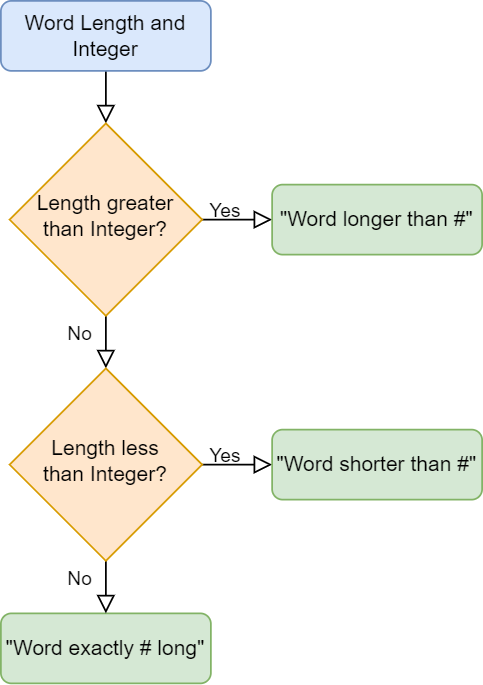 Word Length and
Integer
Length greater
than Integer?
Yes
"Word longer than #"
No
Length less
than Integer?
Yes
"Word shorter than #"
No
"Word exactly # long"